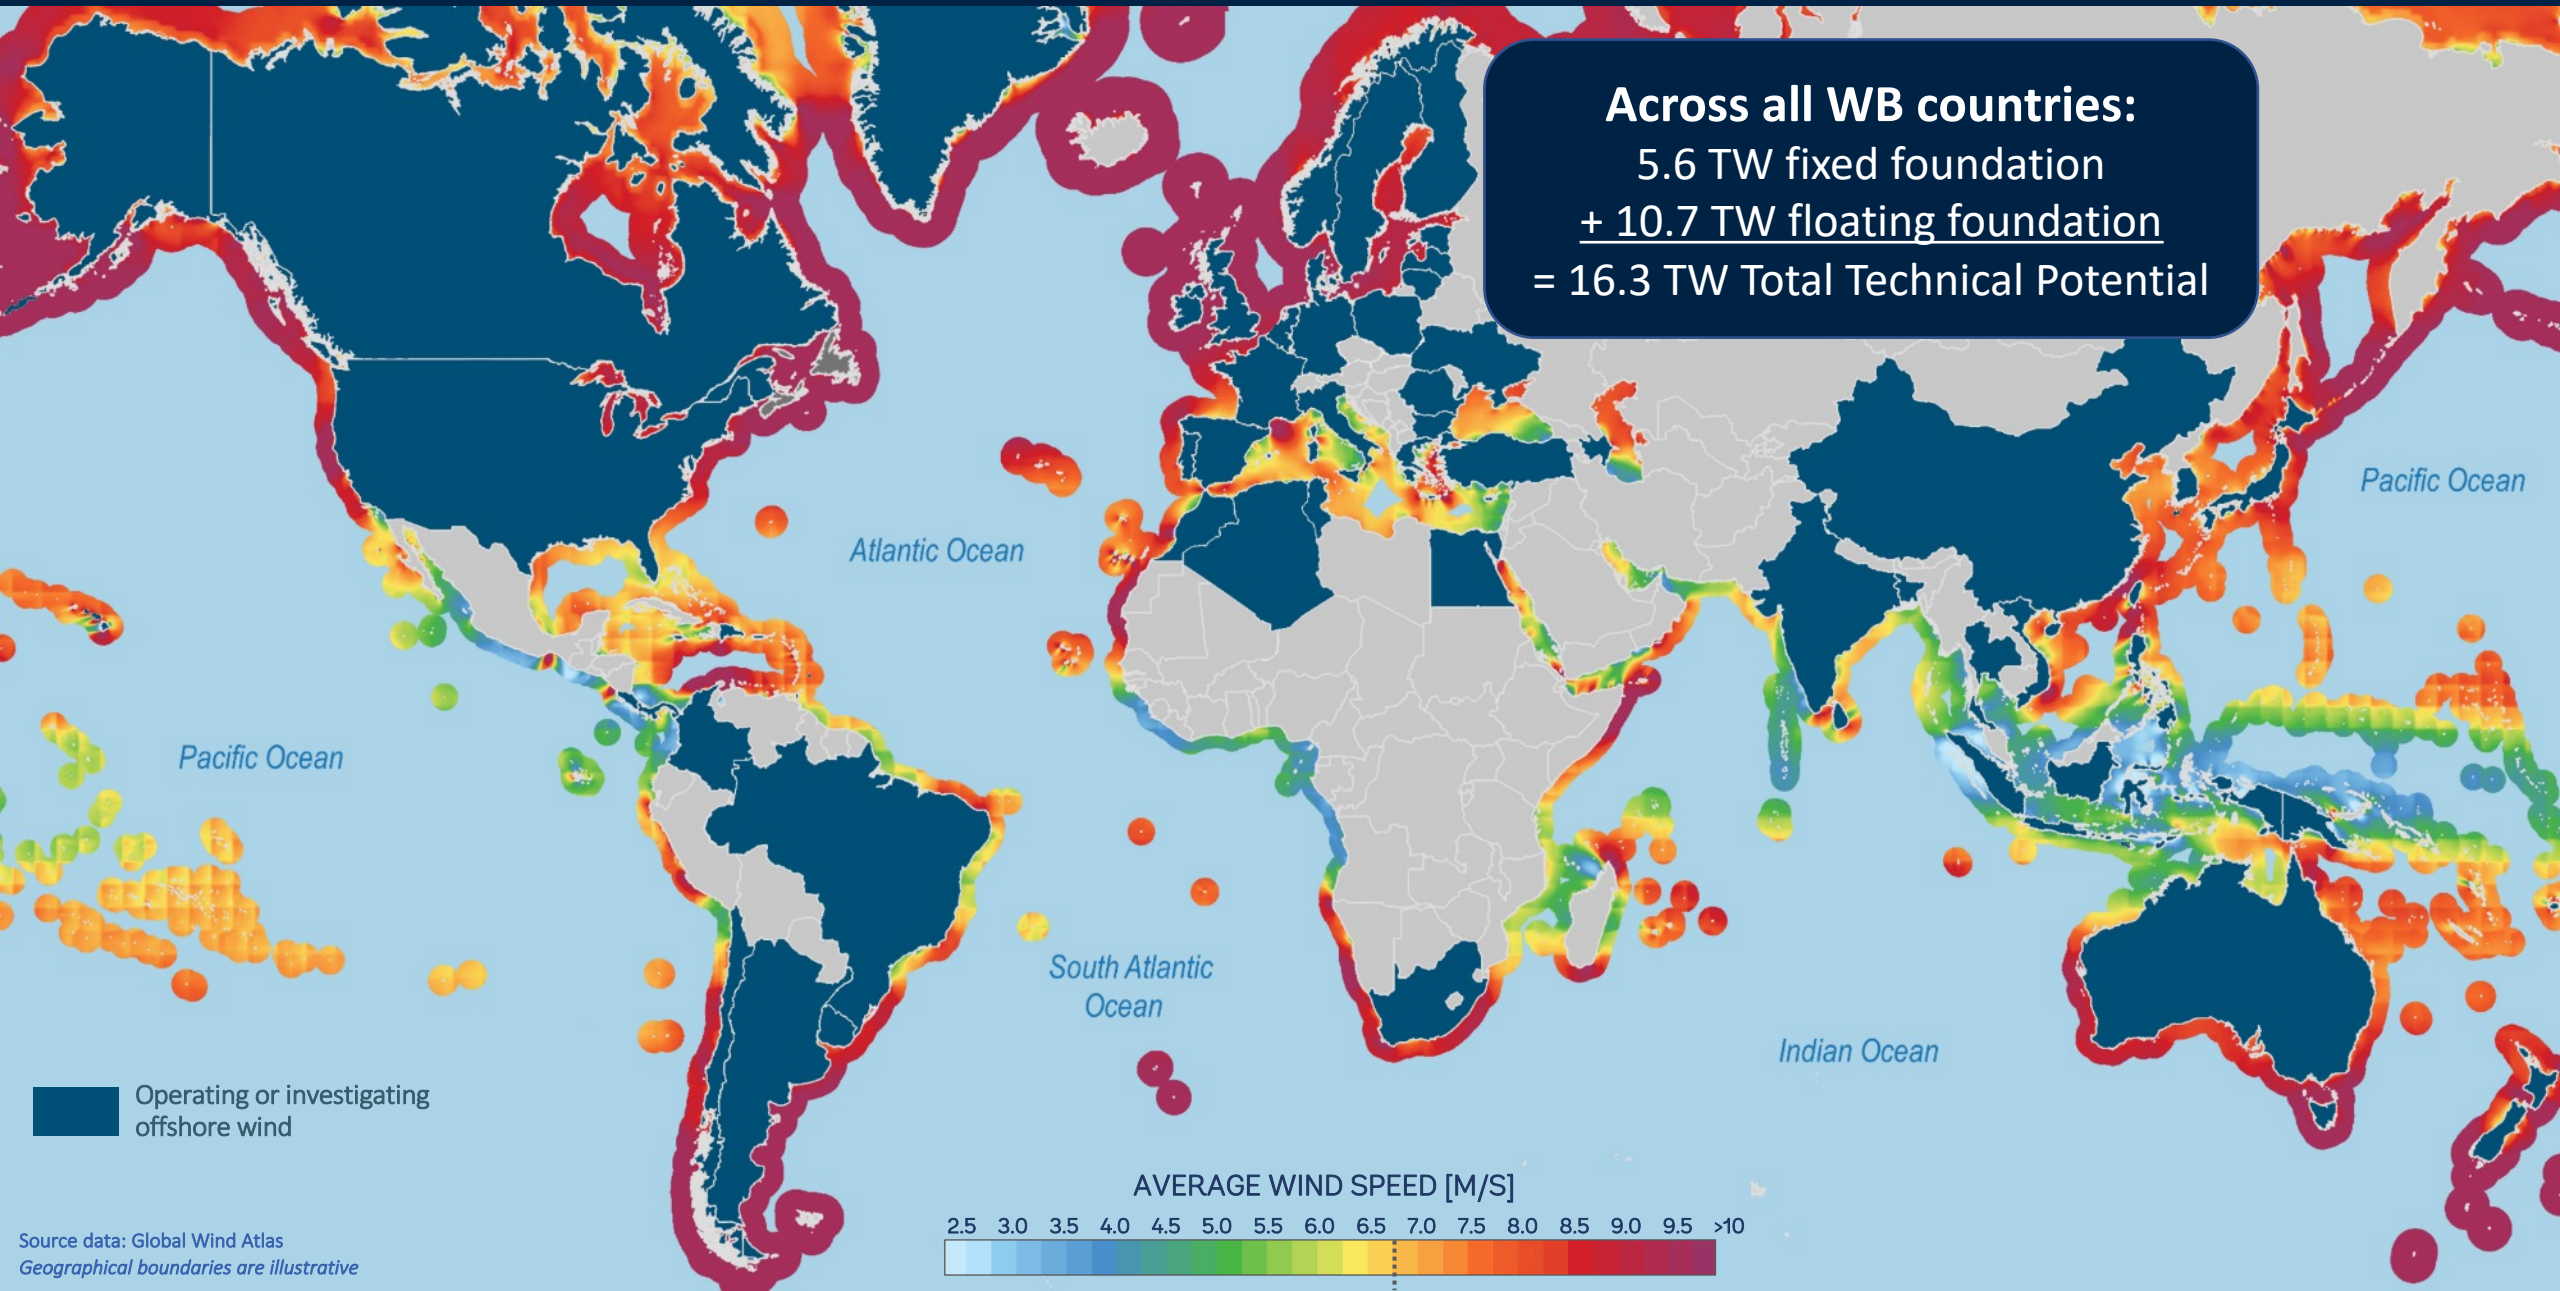 Across all WB countries:
5.6 TW fixed foundation
+ 10.7 TW floating foundation
= 16.3 TW Total Technical Potential
Pacific Ocean
Atlantic Ocean
Pacific Ocean
South Atlantic
Ocean
Indian Ocean
Operating or investigating
offshore wind
AVERAGE WIND SPEED [M/S]
2.5 3.0 3.5 4.0 4.5 5.0 5.5 6.0 6.5 7.0 7.5 8.0 8.5 9.0 9.5 >10
Source data: Global Wind Atlas
Geographical boundaries are illustrative